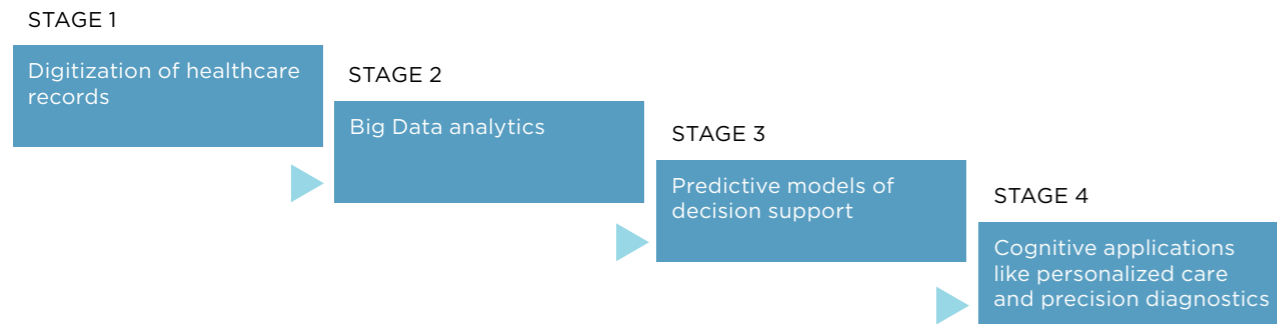 STAGE 1
Digitization of healthcare
records
STAGE 2
Big Data analytics
STAGE 3
Predictive models of
decision support
STAGE 4
Cognitive applications
like personalized care
and precision diagnostics